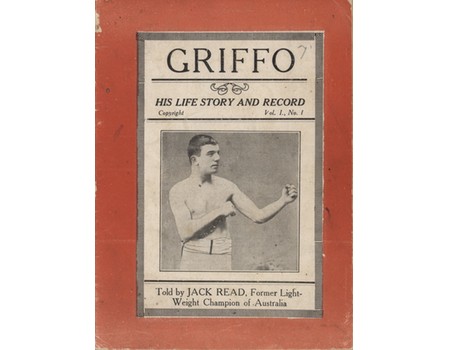 GRIFFO
HIS LIFE STORY AND RECORD
Copyright Vol. I., No. 1
Told by JACK READ, Former Light-
Weight Champion of Australia